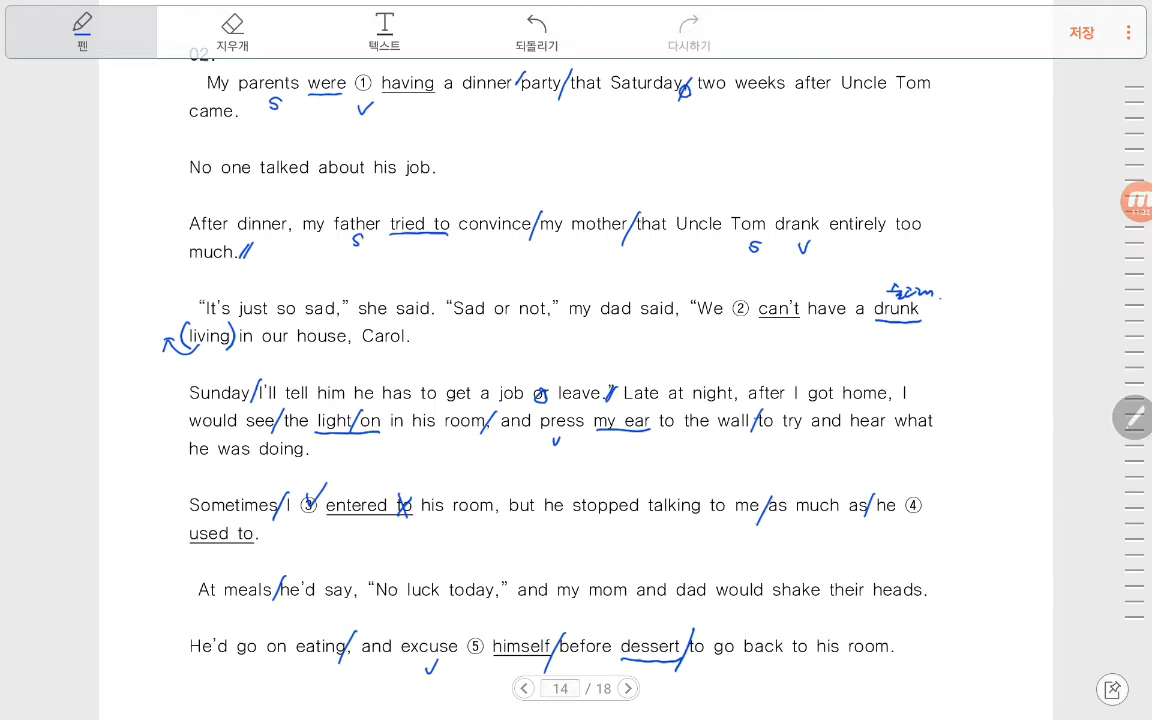 펜
지우개
텍스트
되돌리기
다시하기
저장
02.
My parents were ① having a dinner party that Saturday, two weeks after Uncle Tom
s v
came.
No one talked about his job.
After dinner, my father tried to convince my mother that Uncle Tom drank entirely too
s s v
much.
“It's just so sad,” she said. “Sad or not,” my dad said, “We ② can't have a drunk
living in our house, Carol.
Sunday I'll tell him he has to get a job or leave.” Late at night, after I got home, I
would see the light on in his room, and press my ear to the wall to try and hear what
v
he was doing.
Sometimes I ③ entered to his room, but he stopped talking to me as much as he ④
used to.
At meals he'd say, “No luck today,” and my mom and dad would shake their heads.
He'd go on eating, and excuse ⑤ himself before dessert to go back to his room.
v
14 / 18
11:32